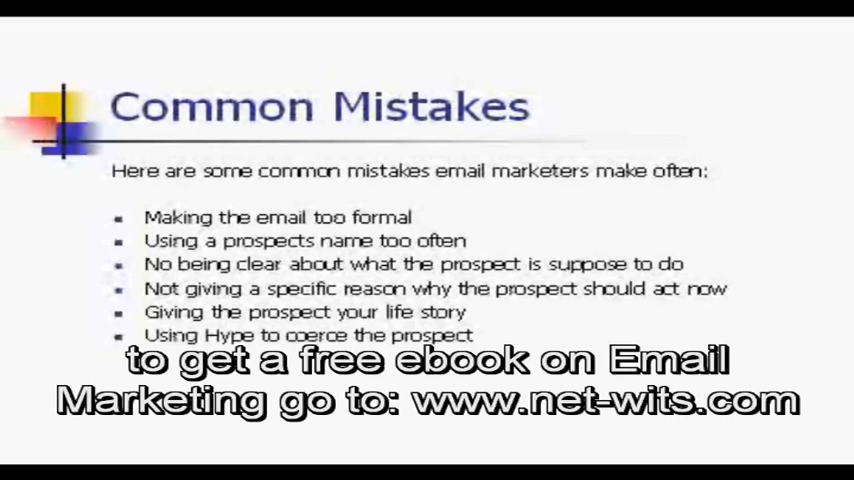 Common Mistakes
Here are some common mistakes email marketers make often:
Making the email too formal
Using a prospects name too often
No being clear about what the prospect is suppose to do
Not giving a specific reason why the prospect should act now
Giving the prospect your life story
Using Hype to coerce the prospect
to get a free ebook on Email
Marketing go to: www.net-wits.com